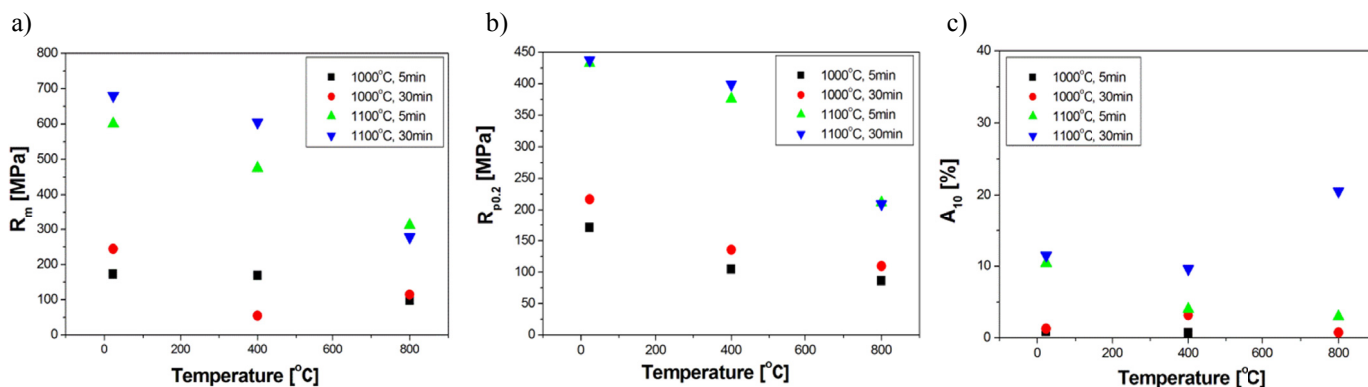 a)
800
700
600
500
400
300
200
100
0
0 200 400 600 800
Rm [MPa]
Temperature [°C]
1000°C, 5min
1000°C, 30min
1100°C, 5min
1100°C, 30min
b)
450
400
350
300
250
200
150
100
50
0
0 200 400 600 800
Rp0.2 [MPa]
Temperature [°C]
1000°C, 5min
1000°C, 30min
1100°C, 5min
1100°C, 30min
c)
40
30
20
10
0
0 200 400 600 800
A10 [%]
Temperature [°C]
1000°C, 5min
1000°C, 30min
1100°C, 5min
1100°C, 30min